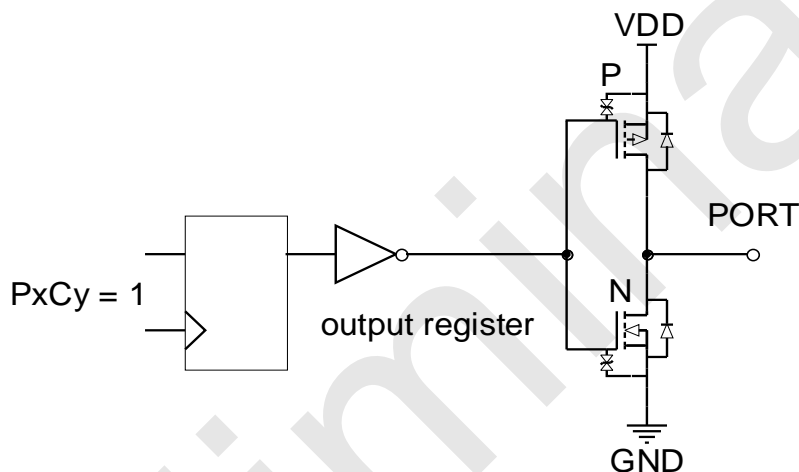 VDD
P
PORT
PxCy = 1
N
output register
GND